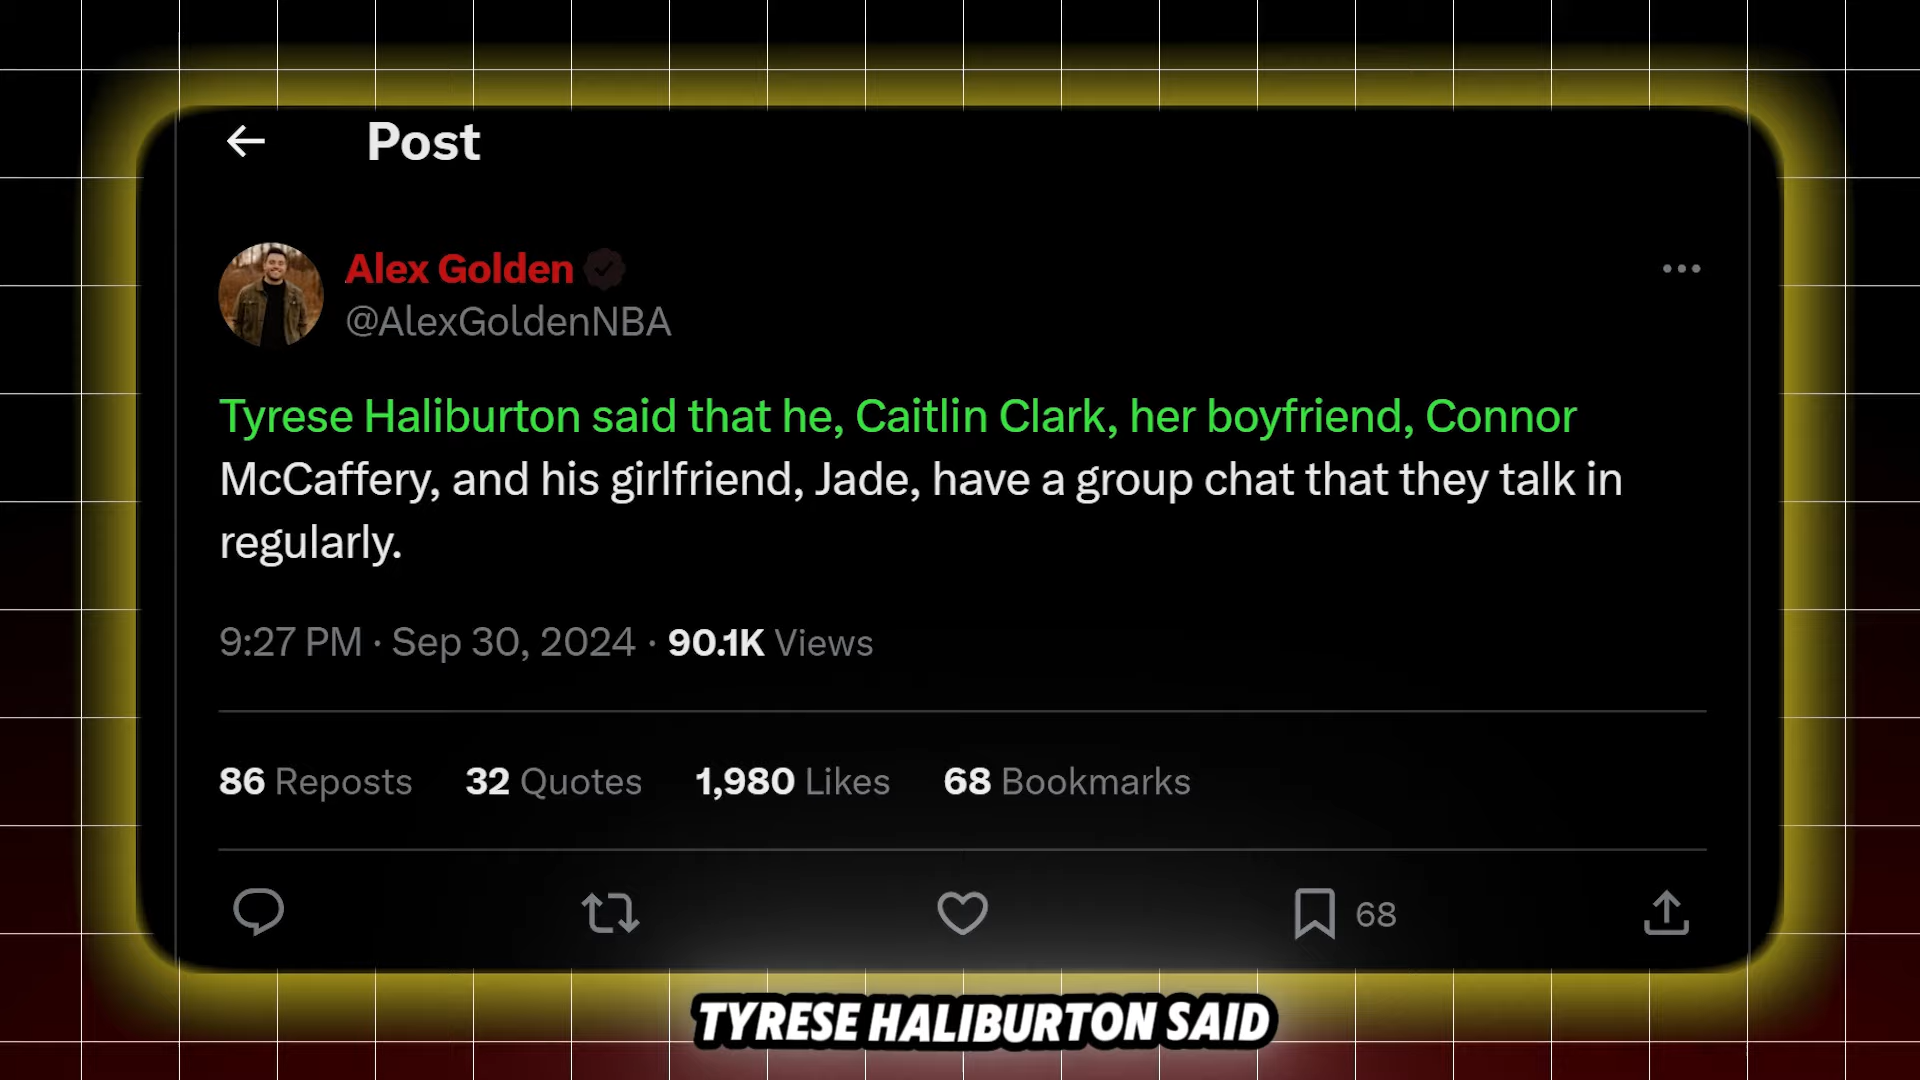 Post
Alex Golden
@AlexGoldenNBA
Tyrese Haliburton said that he, Caitlin Clark, her boyfriend, Connor
McCaffery, and his girlfriend, Jade, have a group chat that they talk in
regularly.
9:27 PM · Sep 30, 2024 · 90.1K Views
86 Reposts 32 Quotes 1,980 Likes 68 Bookmarks
68
TYRESE HALIBURTON SAID